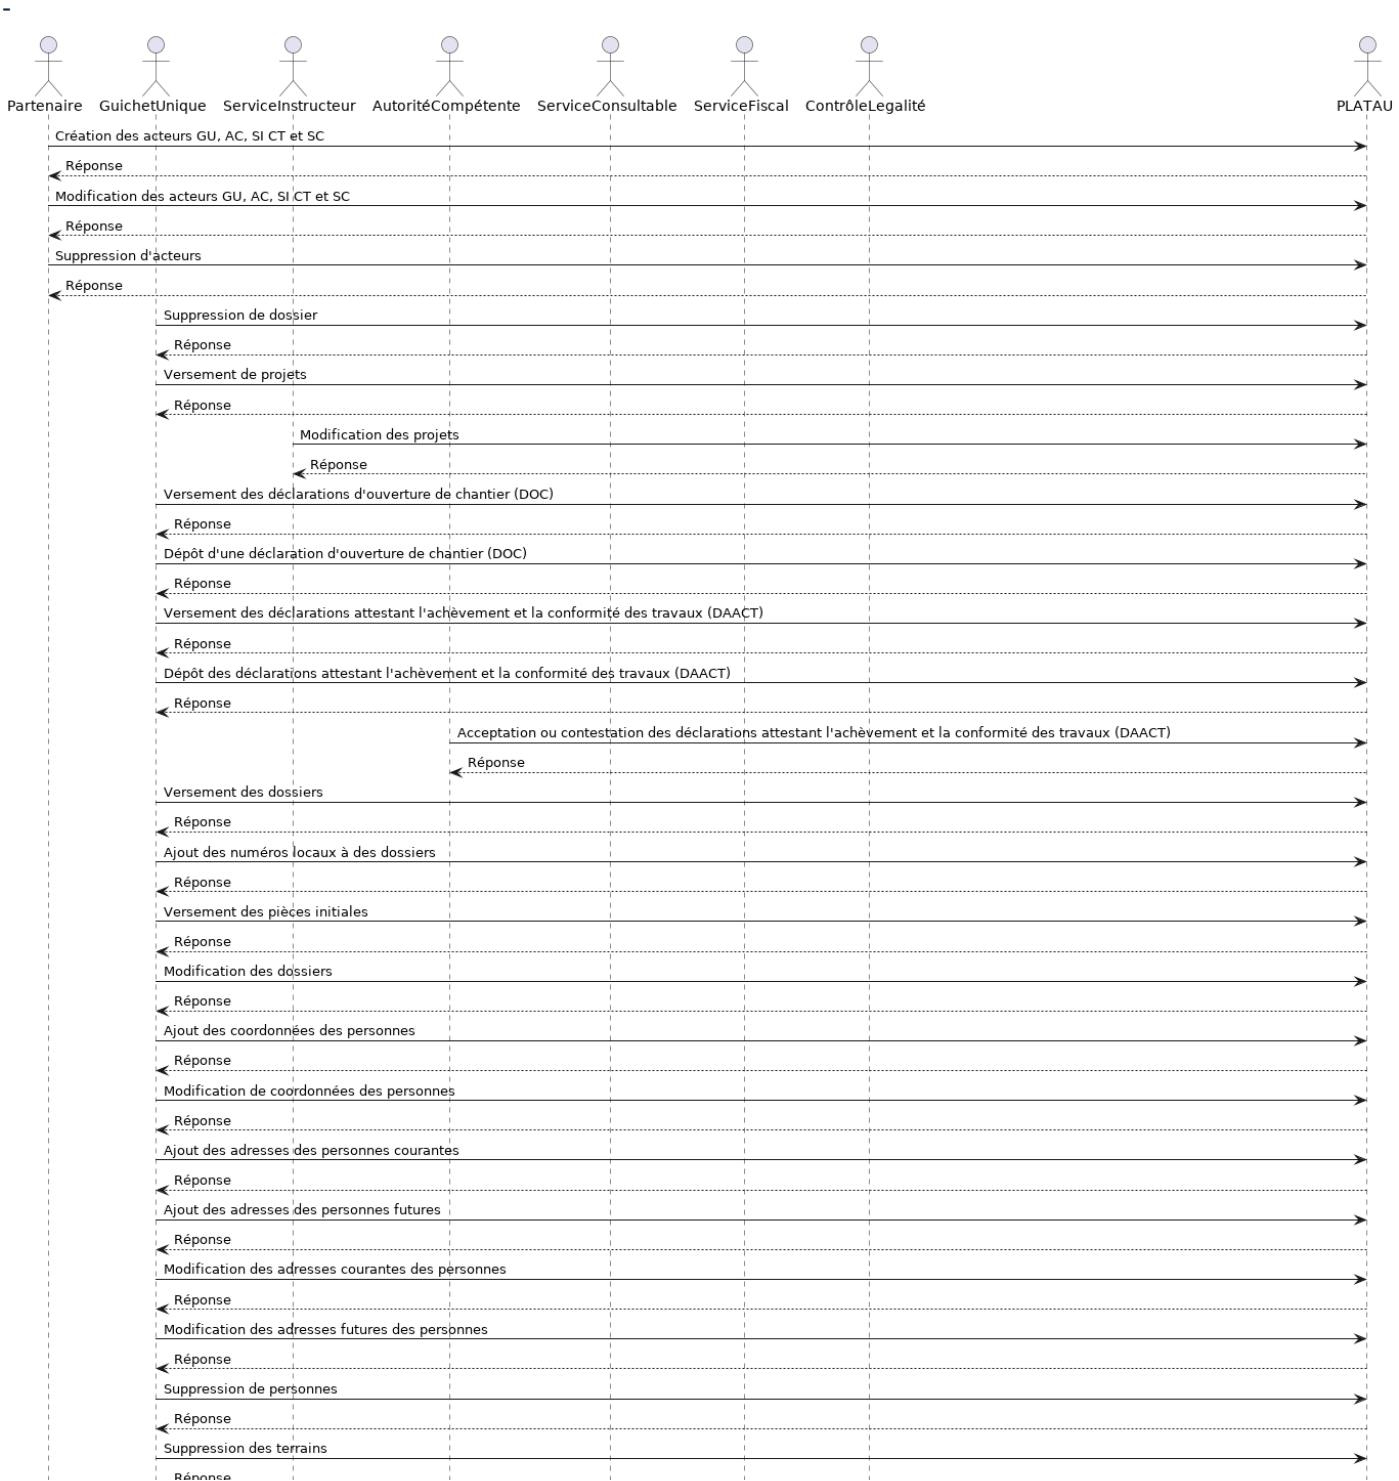 Partenaire GuichetUnique ServiceInstructeur AutoritéCompétente ServiceConsultable ServiceFiscal ContrôleLegalité PLATAU
Création des acteurs GU, AC, SI CT et SC
Réponse
Modification des acteurs GU, AC, SI CT et SC
Réponse
Suppression d'acteurs
Réponse
Suppression de dossier
Réponse
Versement de projets
Réponse
Modification des projets
Réponse
Versement des déclarations d'ouverture de chantier (DOC)
Réponse
Dépôt d'une déclaration d'ouverture de chantier (DOC)
Réponse
Versement des déclarations attestant l'achèvement et la conformité des travaux (DAACT)
Réponse
Dépôt des déclarations attestant l'achèvement et la conformité des travaux (DAACT)
Réponse
Acceptation ou contestation des déclarations attestant l'achèvement et la conformité des travaux (DAACT)
Réponse
Versement des dossiers
Réponse
Ajout des numéros locaux à des dossiers
Réponse
Versement des pièces initiales
Réponse
Modification des dossiers
Réponse
Ajout des coordonnées des personnes
Réponse
Modification de coordonnées des personnes
Réponse
Ajout des adresses des personnes courantes
Réponse
Ajout des adresses des personnes futures
Réponse
Modification des adresses courantes des personnes
Réponse
Modification des adresses futures des personnes
Réponse
Suppression de personnes
Réponse
Suppression des terrains
Réponse